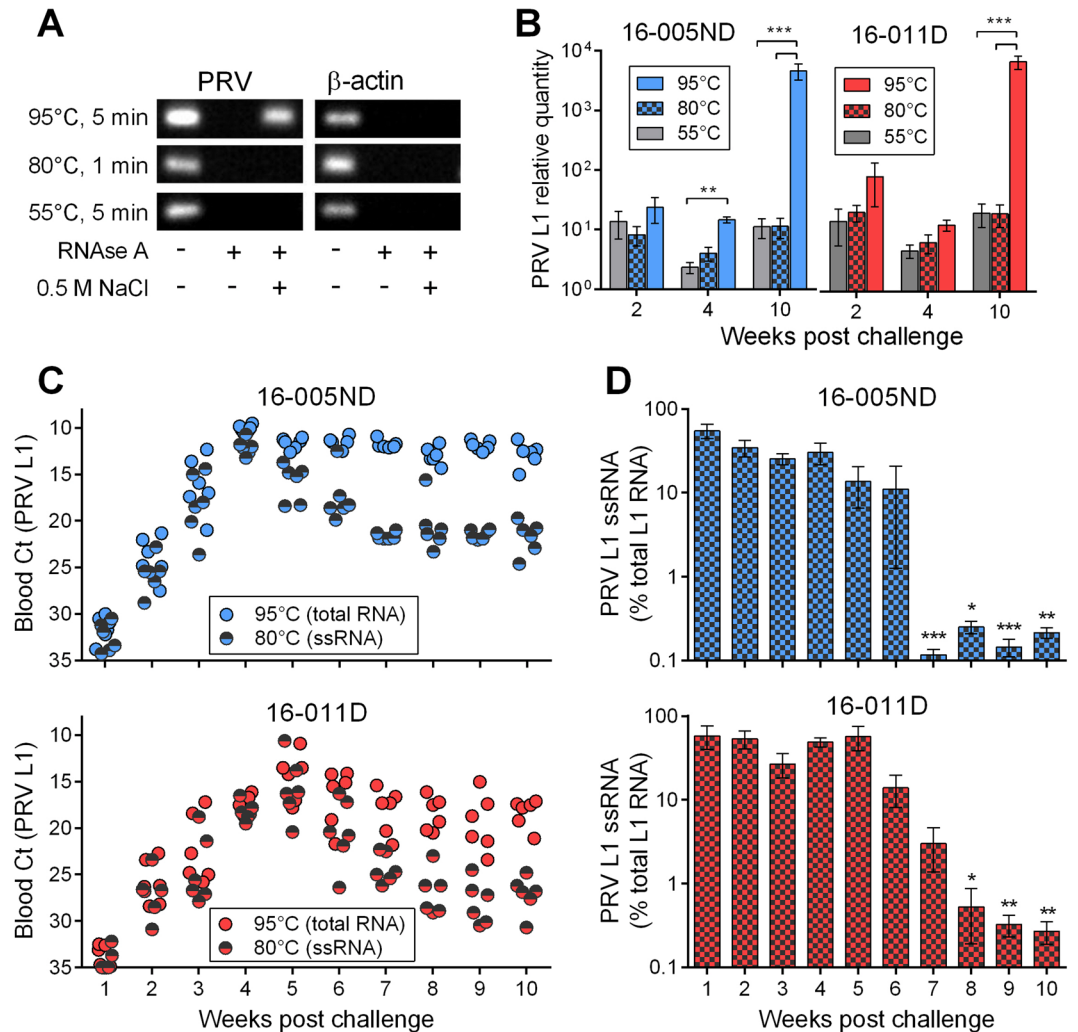 A
PRV
β-actin
95°C, 5 min
80°C, 1 min
55°C, 5 min
RNAse A
- + + - + +
0.5 M NaCl
- - + - - +
B
16-005ND
16-011D
***
***
**
95°C
80°C
55°C
95°C
80°C
55°C
PRV L1 relative quantity
10⁴
10³
10²
10¹
10⁰
2 4 10 2 4 10
Weeks post challenge
C
16-005ND
Blood Ct (PRV L1)
10
15
20
25
30
35
95°C (total RNA)
80°C (ssRNA)
16-011D
Blood Ct (PRV L1)
10
15
20
25
30
35
95°C (total RNA)
80°C (ssRNA)
1 2 3 4 5 6 7 8 9 10
Weeks post challenge
D
16-005ND
PRV L1 ssRNA
(% total L1 RNA)
100
10
1
0.1
*** * *** **
16-011D
PRV L1 ssRNA
(% total L1 RNA)
100
10
1
0.1
* ** **
1 2 3 4 5 6 7 8 9 10
Weeks post challenge